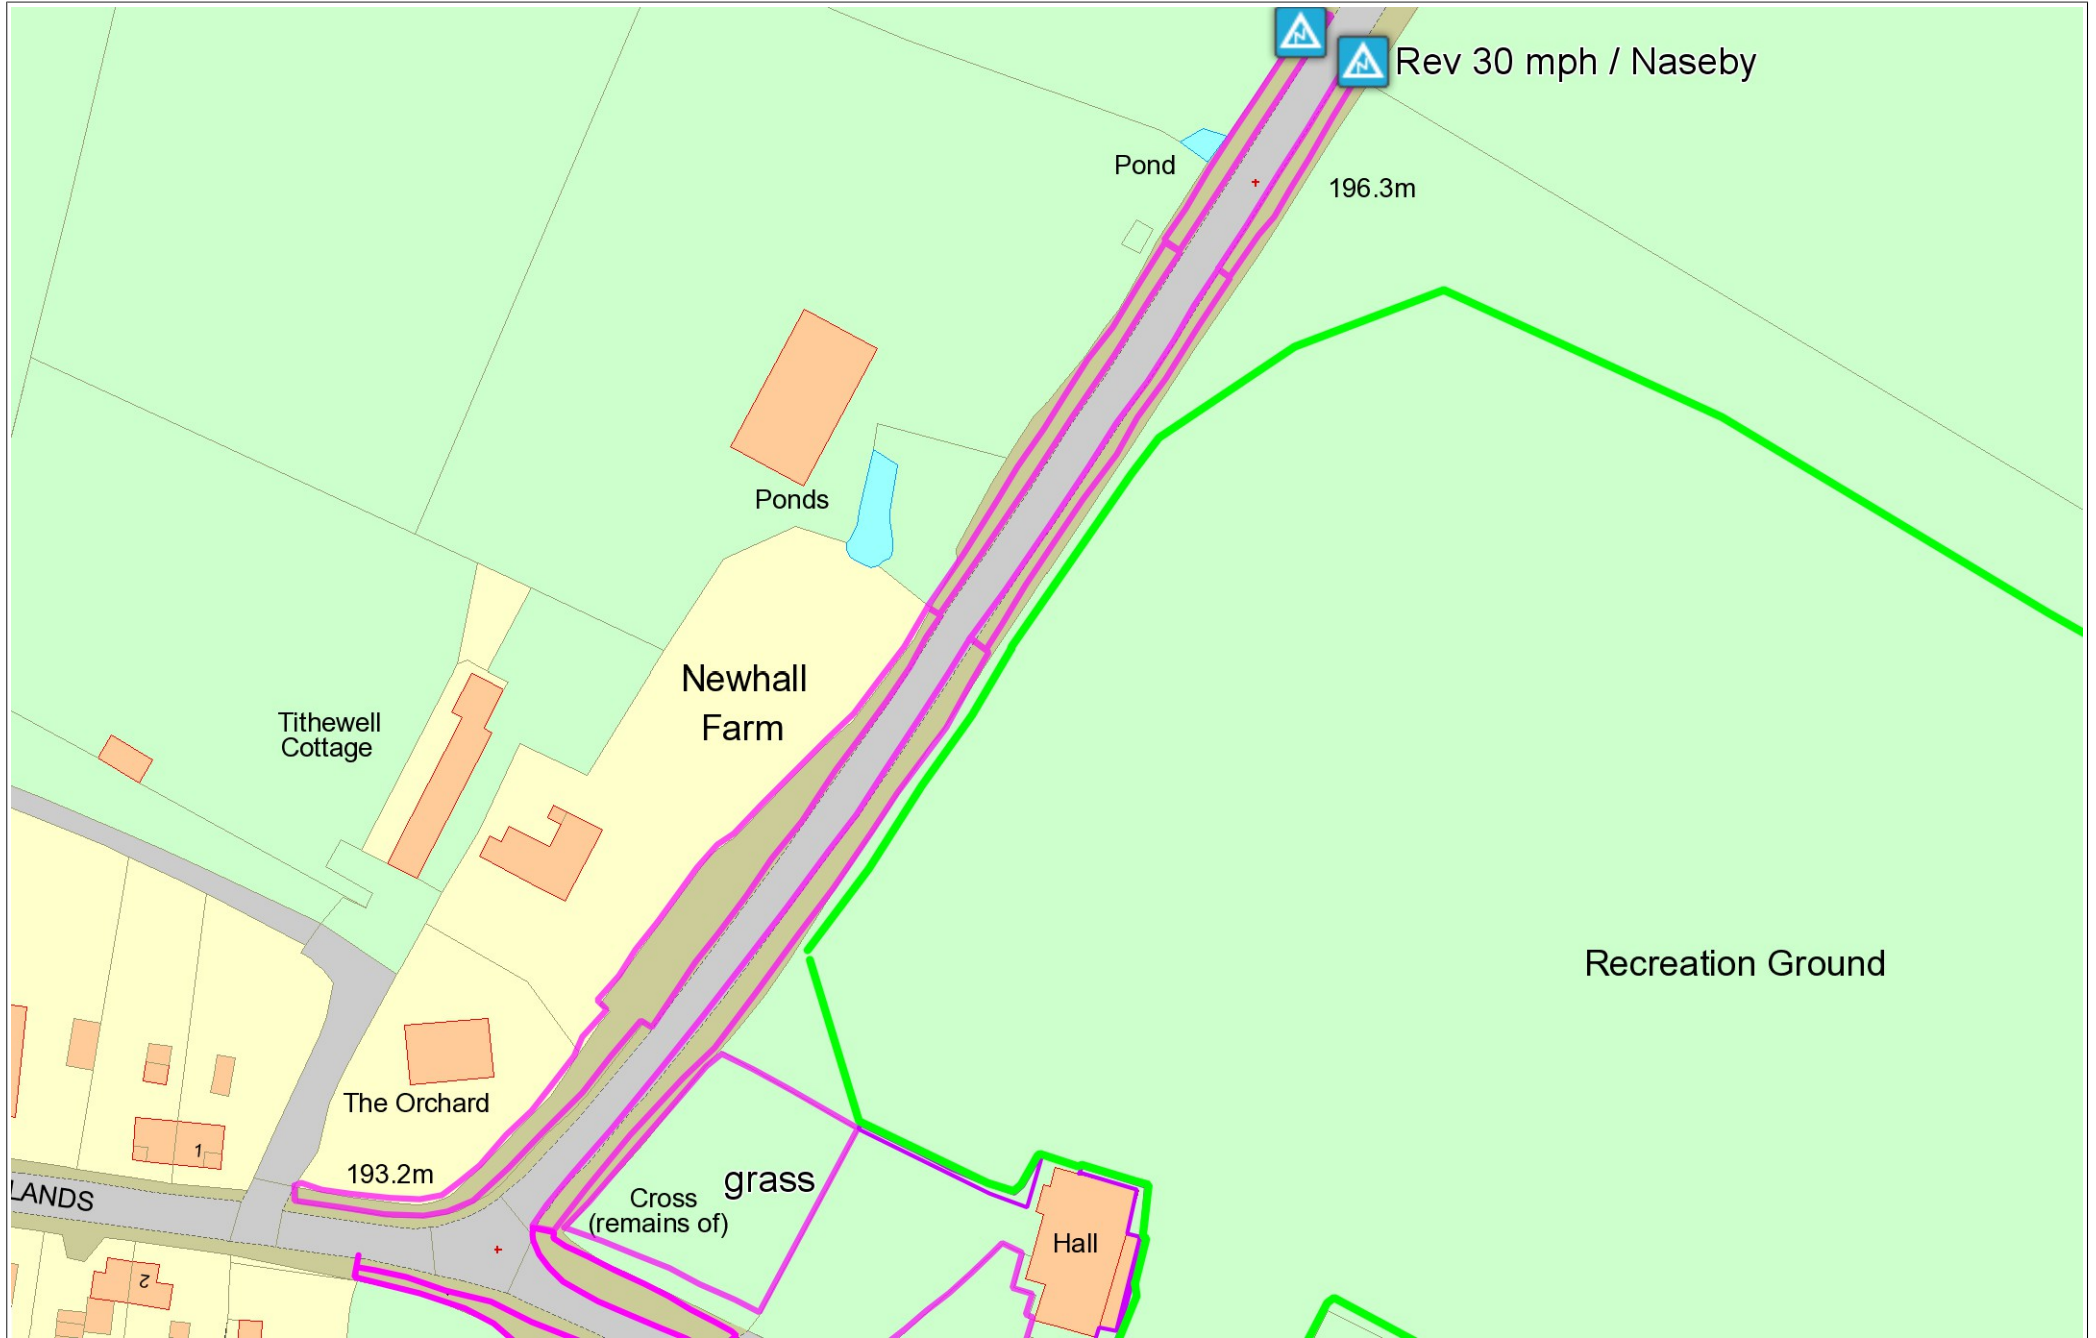 Rev 30 mph / Naseby
Pond
196.3m
Ponds
Newhall
Farm
Tithewell
Cottage
Recreation Ground
The Orchard
1
193.2m
LANDS
grass
Cross
(remains of)
Hall
2